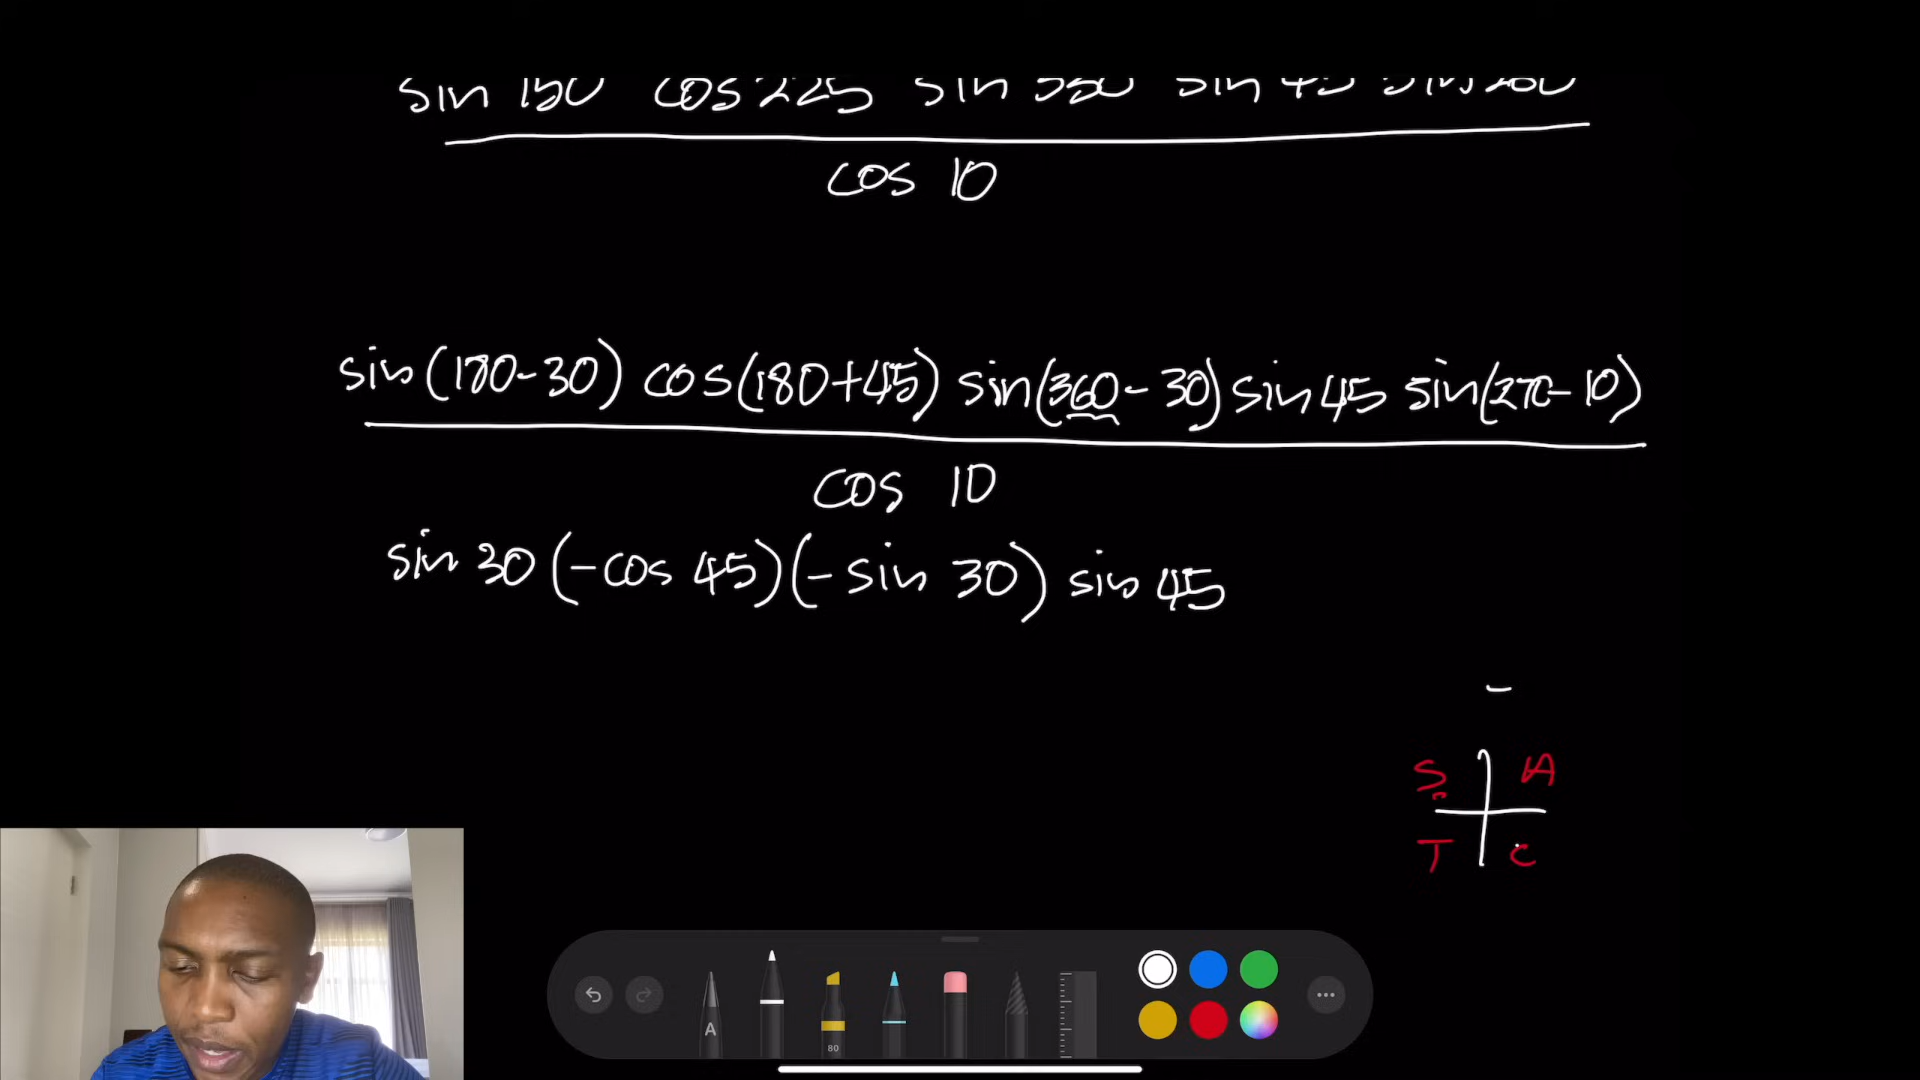 sin 150 cos 225 sin 330 sin 45 sin 260
cos 10
sin(180-30) cos(180+45) sin(360-30) sin 45 sin(270-10)
cos 10
sin 30 (-cos 45)(-sin 30) sin 45
-
S A
T C
A
80